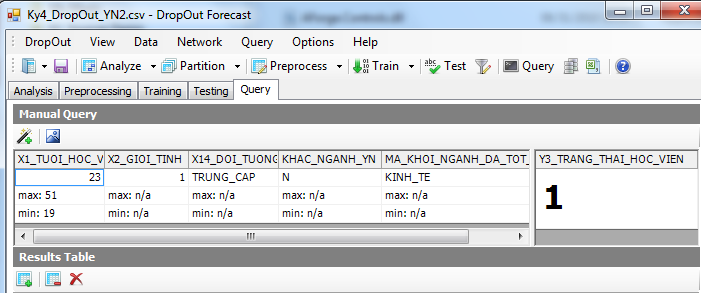 Ky4_DropOut_YN2.csv - DropOut Forecast
DropOut View Data Network Query Options Help
Analyze Partition Preprocess Train Test Query
Analysis Preprocessing Training Testing Query
Manual Query
X1_TUOI_HOC_V X2_GIOI_TINH X14_DOI_TUONG KHAC_NGANH_YN MA_KHOI_NGANH_DA_TOT_ Y3_TRANG_THAI_HOC_VIEN
23 1 TRUNG_CAP N KINH_TE 1
max: 51 max: n/a max: n/a max: n/a max: n/a
min: 19 min: n/a min: n/a min: n/a min: n/a
Results Table